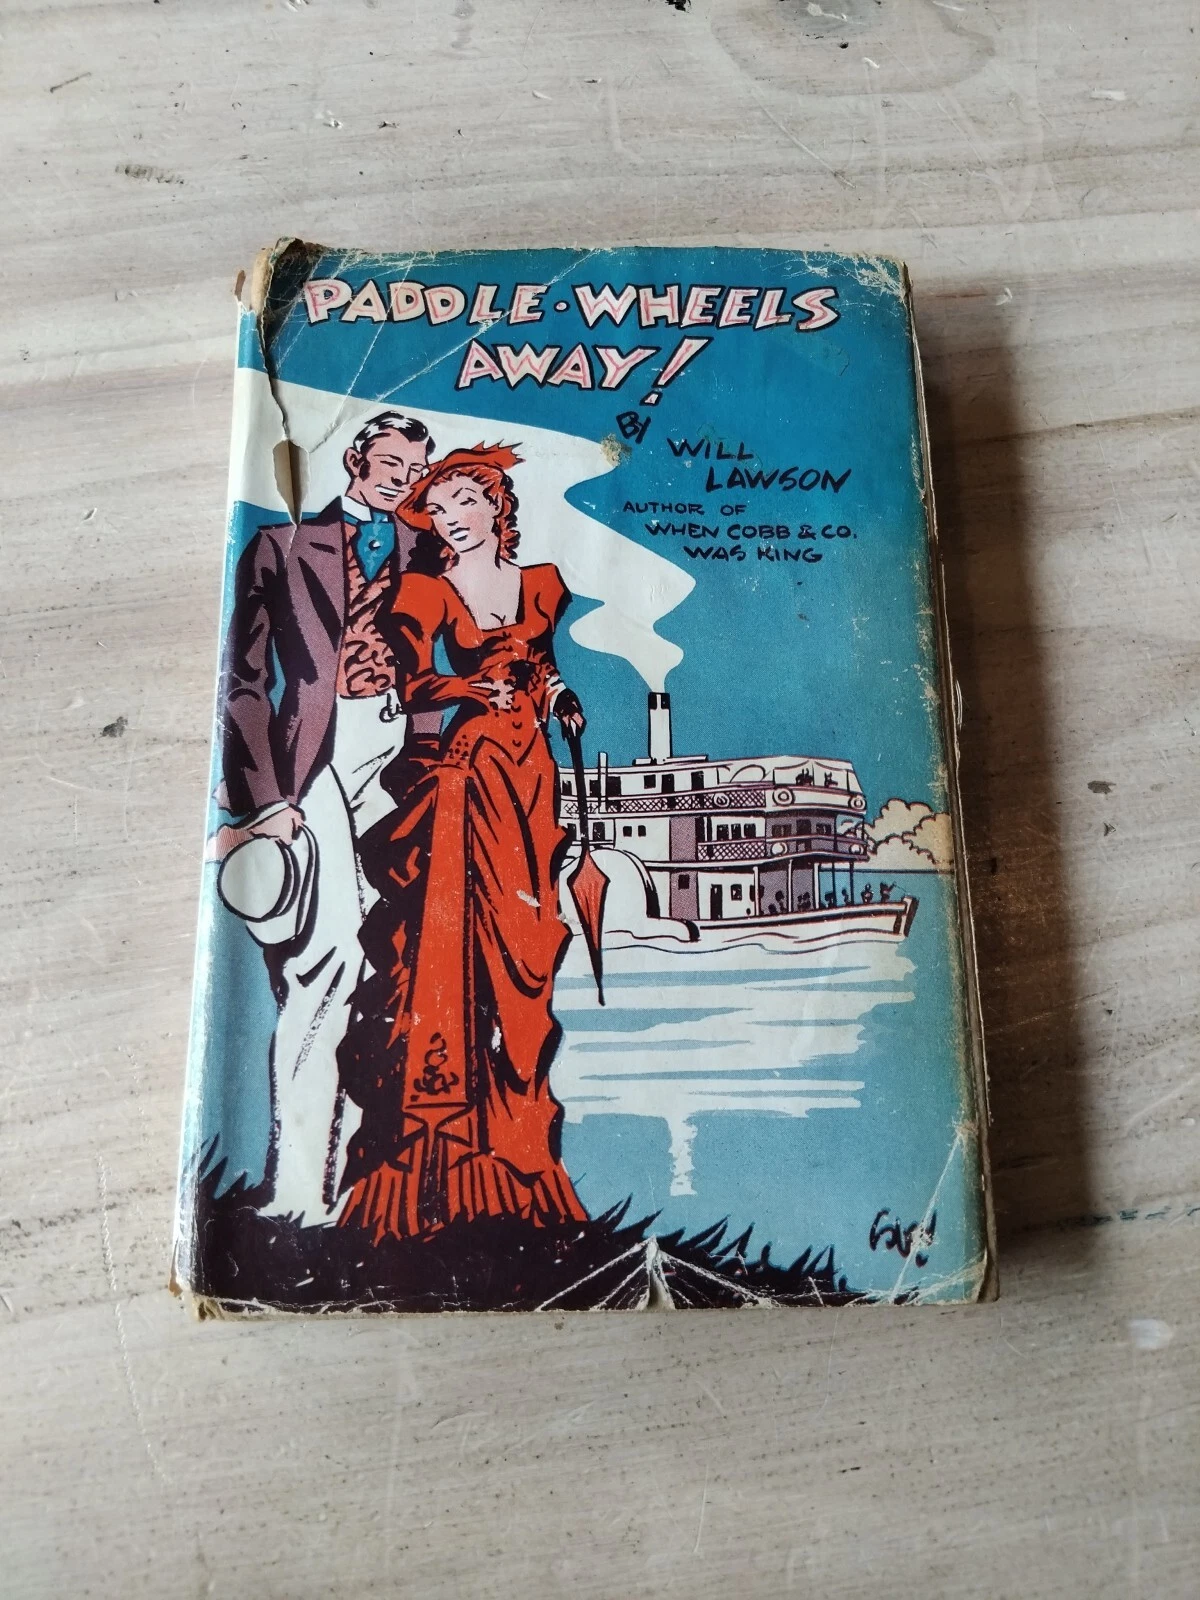 PADDLE·WHEELS
AWAY!
BY
WILL
LAWSON
AUTHOR OF
WHEN COBB & CO.
WAS KING